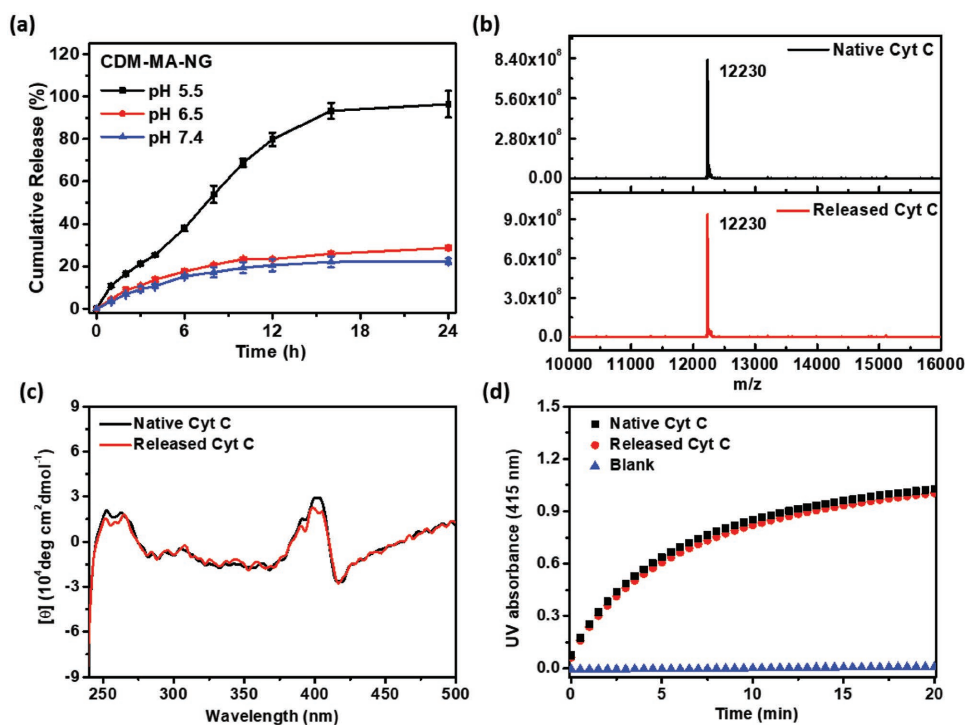 (a)
120
100
80
60
40
20
0
Cumulative Release (%)
CDM-MA-NG
pH 5.5
pH 6.5
pH 7.4
0 6 12 18 24
Time (h)
(b)
8.40x10⁸
5.60x10⁸
2.80x10⁸
0.00
Native Cyt C
12230
9.0x10⁸
6.0x10⁸
3.0x10⁸
0.00
Released Cyt C
12230
10000 11000 12000 13000 14000 15000 16000
m/z
(c)
9
6
3
0
-3
-6
-9
[θ] (10⁴deg cm²dmol⁻¹)
Native Cyt C
Released Cyt C
250 300 350 400 450 500
Wavelength (nm)
(d)
1.5
1.2
0.9
0.6
0.3
0.0
UV absorbance (415 nm)
Native Cyt C
Released Cyt C
Blank
0 5 10 15 20
Time (min)